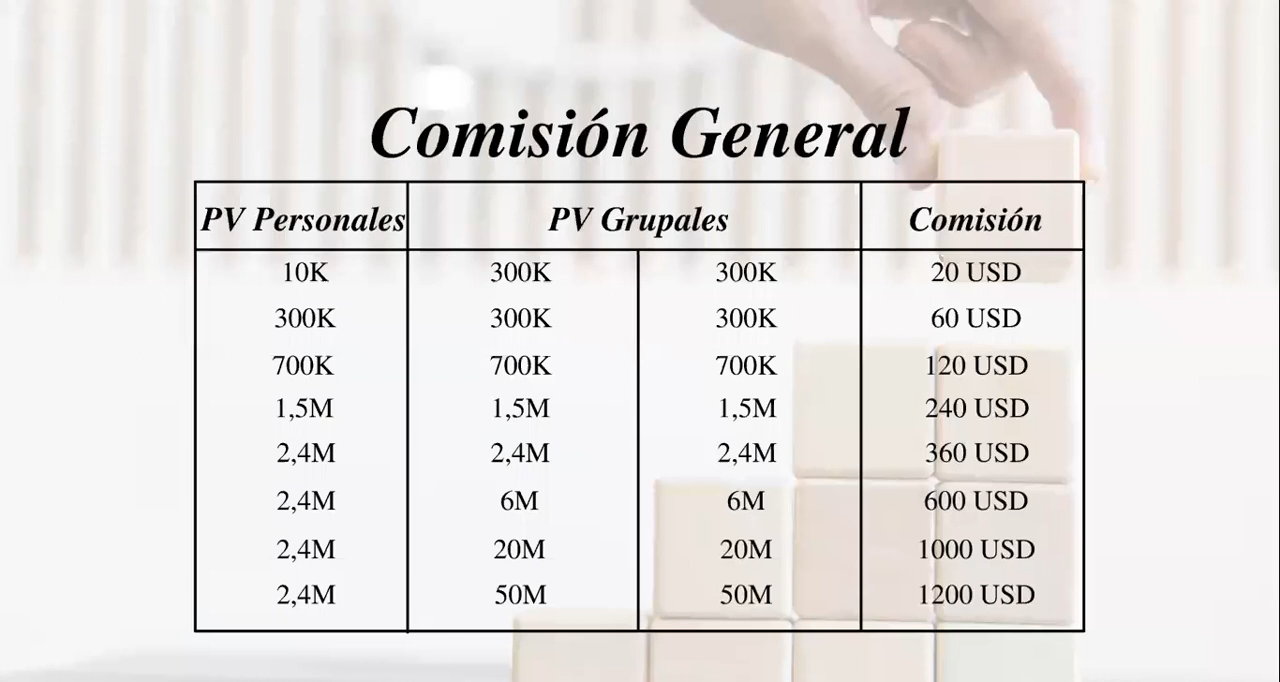 Comisión General
PV Personales PV Grupales Comisión
10K 300K 300K 20 USD
300K 300K 300K 60 USD
700K 700K 700K 120 USD
1,5M 1,5M 1,5M 240 USD
2,4M 2,4M 2,4M 360 USD
2,4M 6M 6M 600 USD
2,4M 20M 20M 1000 USD
2,4M 50M 50M 1200 USD